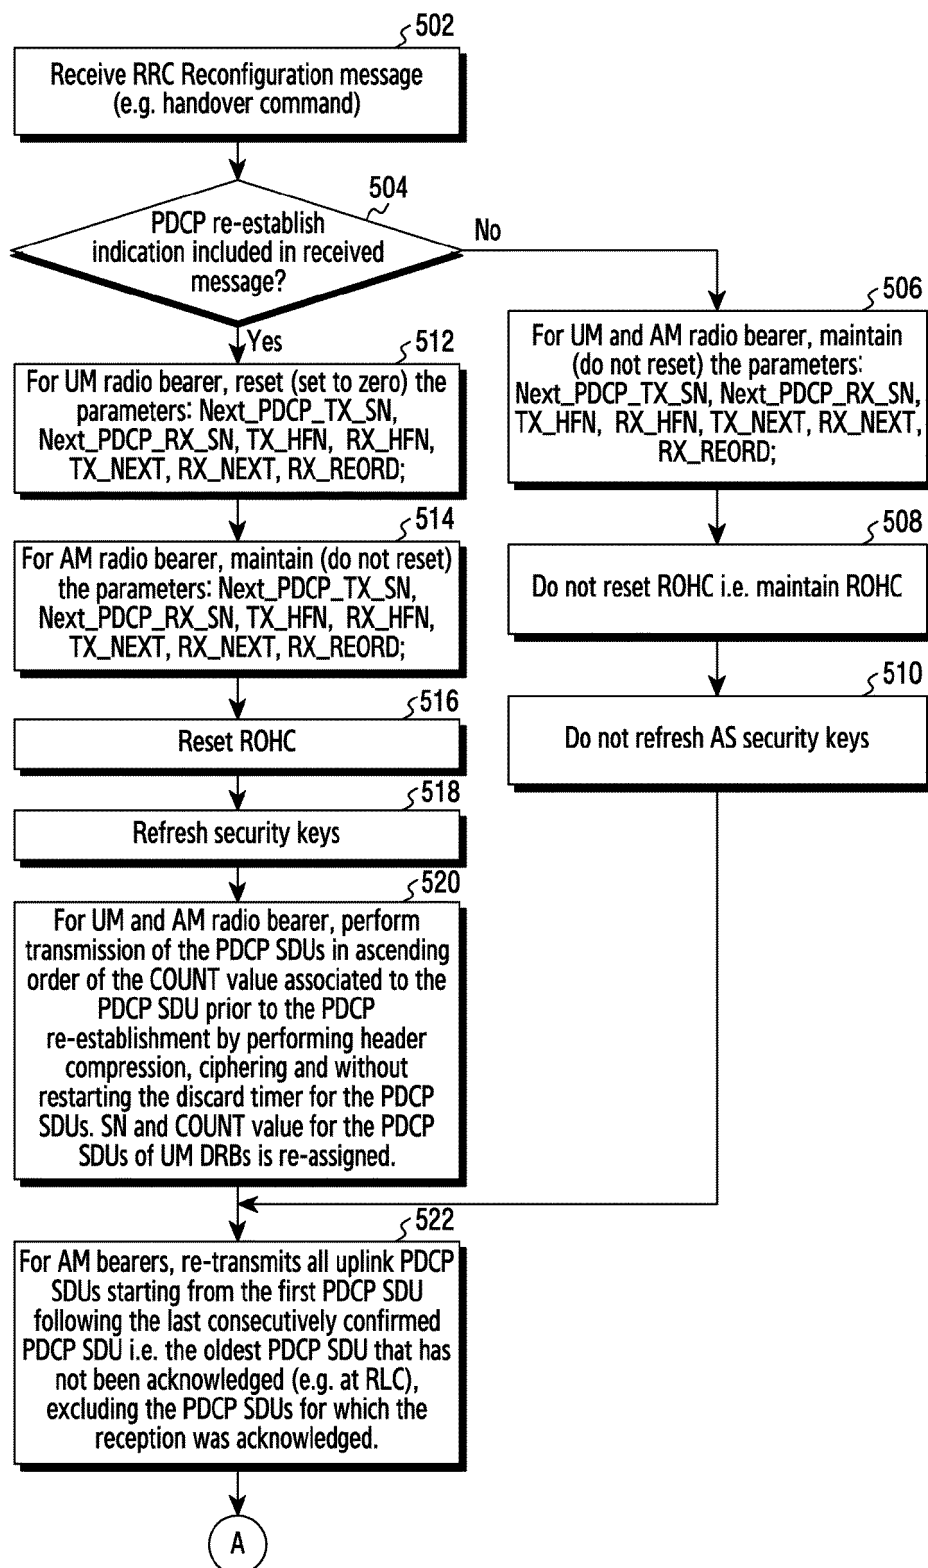 502
Receive RRC Reconfiguration message
(e.g. handover command)
504
PDCP re-establish
indication included in received
message?
No
Yes
506
For UM and AM radio bearer, maintain
(do not reset) the parameters:
Next_PDCP_TX_SN, Next_PDCP_RX_SN,
TX_HFN, RX_HFN, TX_NEXT, RX_NEXT,
RX_REORD;
508
Do not reset ROHC i.e. maintain ROHC
510
Do not refresh AS security keys
512
For UM radio bearer, reset (set to zero) the
parameters: Next_PDCP_TX_SN,
Next_PDCP_RX_SN, TX_HFN, RX_HFN,
TX_NEXT, RX_NEXT, RX_REORD;
514
For AM radio bearer, maintain (do not reset)
the parameters: Next_PDCP_TX_SN,
Next_PDCP_RX_SN, TX_HFN, RX_HFN,
TX_NEXT, RX_NEXT, RX_REORD;
516
Reset ROHC
518
Refresh security keys
520
For UM and AM radio bearer, perform
transmission of the PDCP SDUs in ascending
order of the COUNT value associated to the
PDCP SDU prior to the PDCP
re-establishment by performing header
compression, ciphering and without
restarting the discard timer for the PDCP
SDUs. SN and COUNT value for the PDCP
SDUs of UM DRBs is re-assigned.
522
For AM bearers, re-transmits all uplink PDCP
SDUs starting from the first PDCP SDU
following the last consecutively confirmed
PDCP SDU i.e. the oldest PDCP SDU that has
not been acknowledged (e.g. at RLC),
excluding the PDCP SDUs for which the
reception was acknowledged.
A